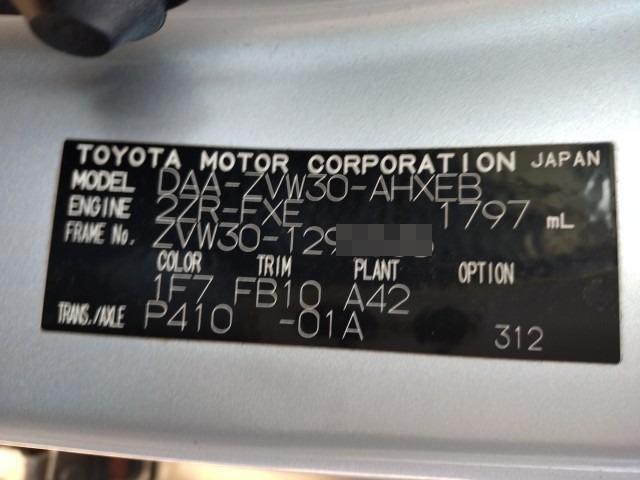 TOYOTA MOTOR CORPORATION JAPAN
MODEL DAA-ZVW30-AHXEB
ENGINE 2ZR-FXE 1797 mL
FRAME No. ZVW30-129
COLOR TRIM PLANT OPTION
1F7 FB10 A42
TRANS./AXLE P410 -01A 312